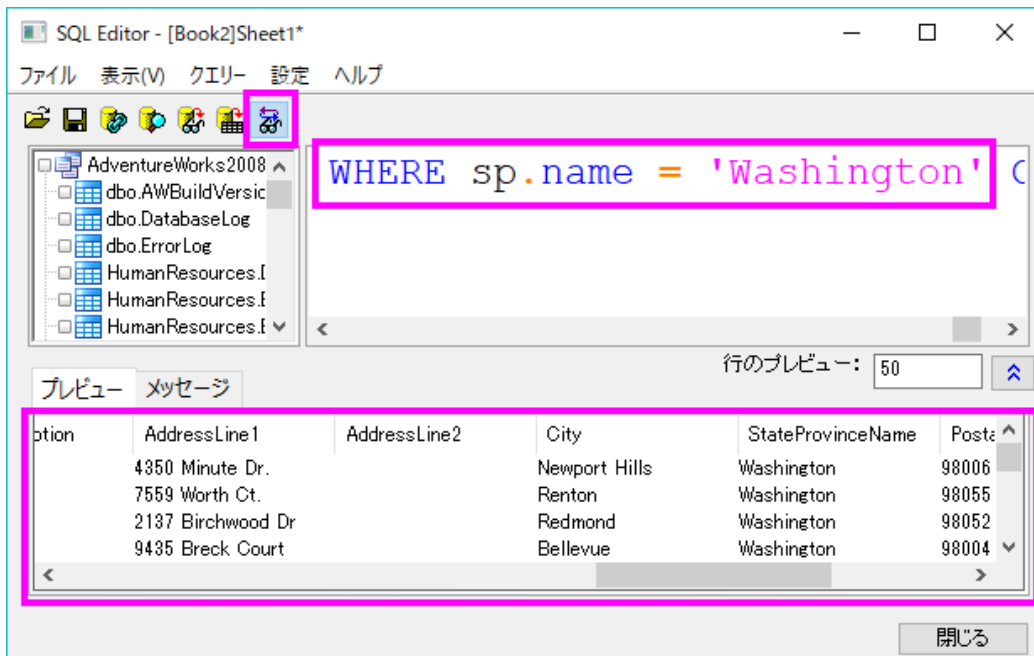 SQL Editor - [Book2]Sheet1*
ファイル 表示(V) クエリー 設定 ヘルプ
AdventureWorks2008
dbo.AWBuildVersic
dbo.DatabaseLog
dbo.ErrorLog
HumanResources.[
HumanResources.E
HumanResources.E
WHERE sp.name = 'Washington'
行のプレビュー: 50
プレビュー メッセージ
ption AddressLine1 AddressLine2 City StateProvinceName Posta
4350 Minute Dr. Newport Hills Washington 98006
7559 Worth Ct. Renton Washington 98055
2137 Birchwood Dr Redmond Washington 98052
9435 Breck Court Bellevue Washington 98004
閉じる